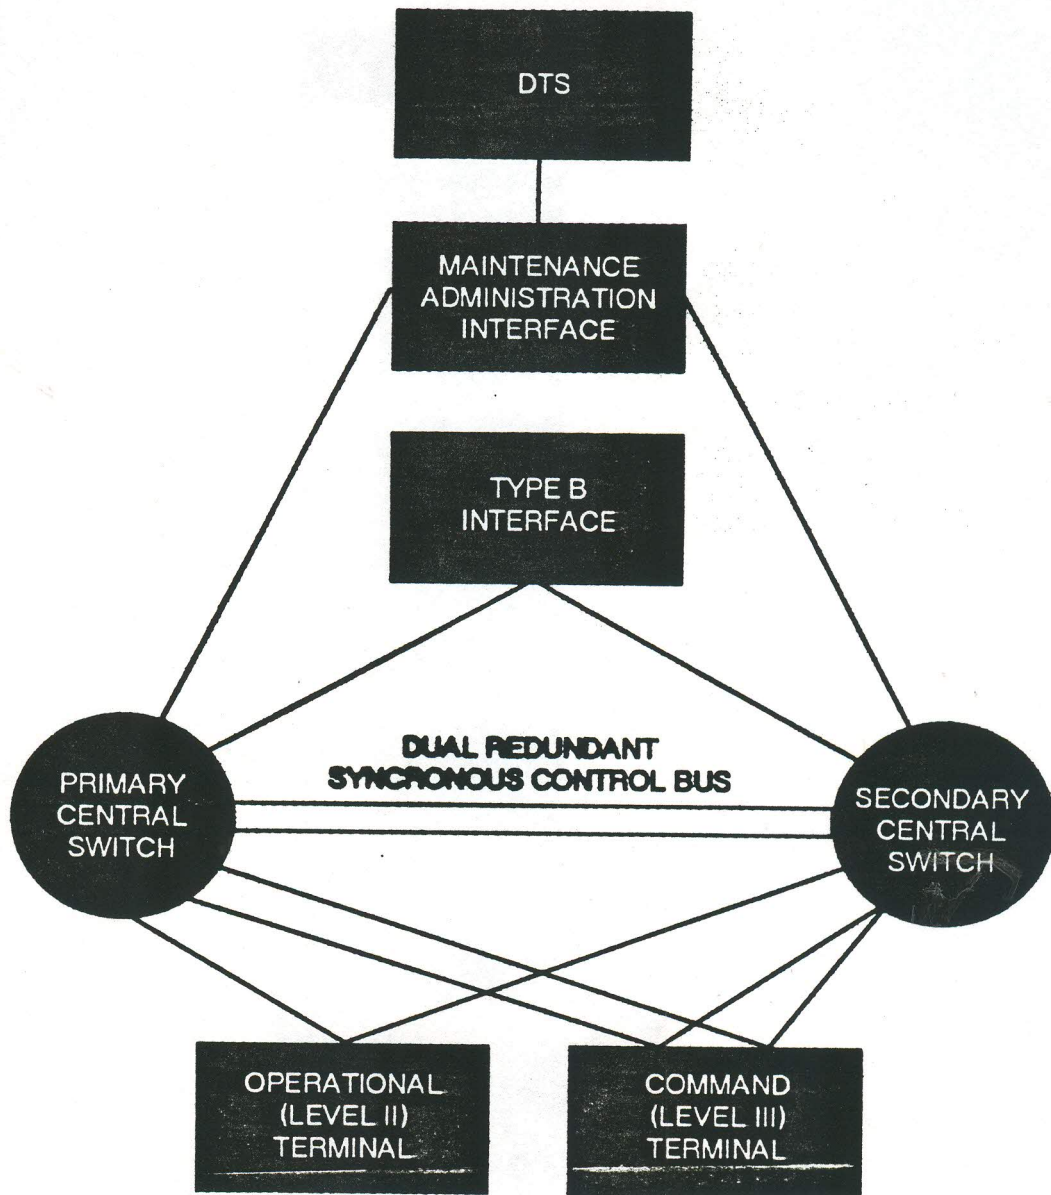 DTS
MAINTENANCE
ADMINISTRATION
INTERFACE
TYPE B
INTERFACE
DUAL REDUNDANT
SYNCRONOUS CONTROL BUS
PRIMARY
CENTRAL
SWITCH
SECONDARY
CENTRAL
SWITCH
OPERATIONAL
(LEVEL II)
TERMINAL
COMMAND
(LEVEL III)
TERMINAL